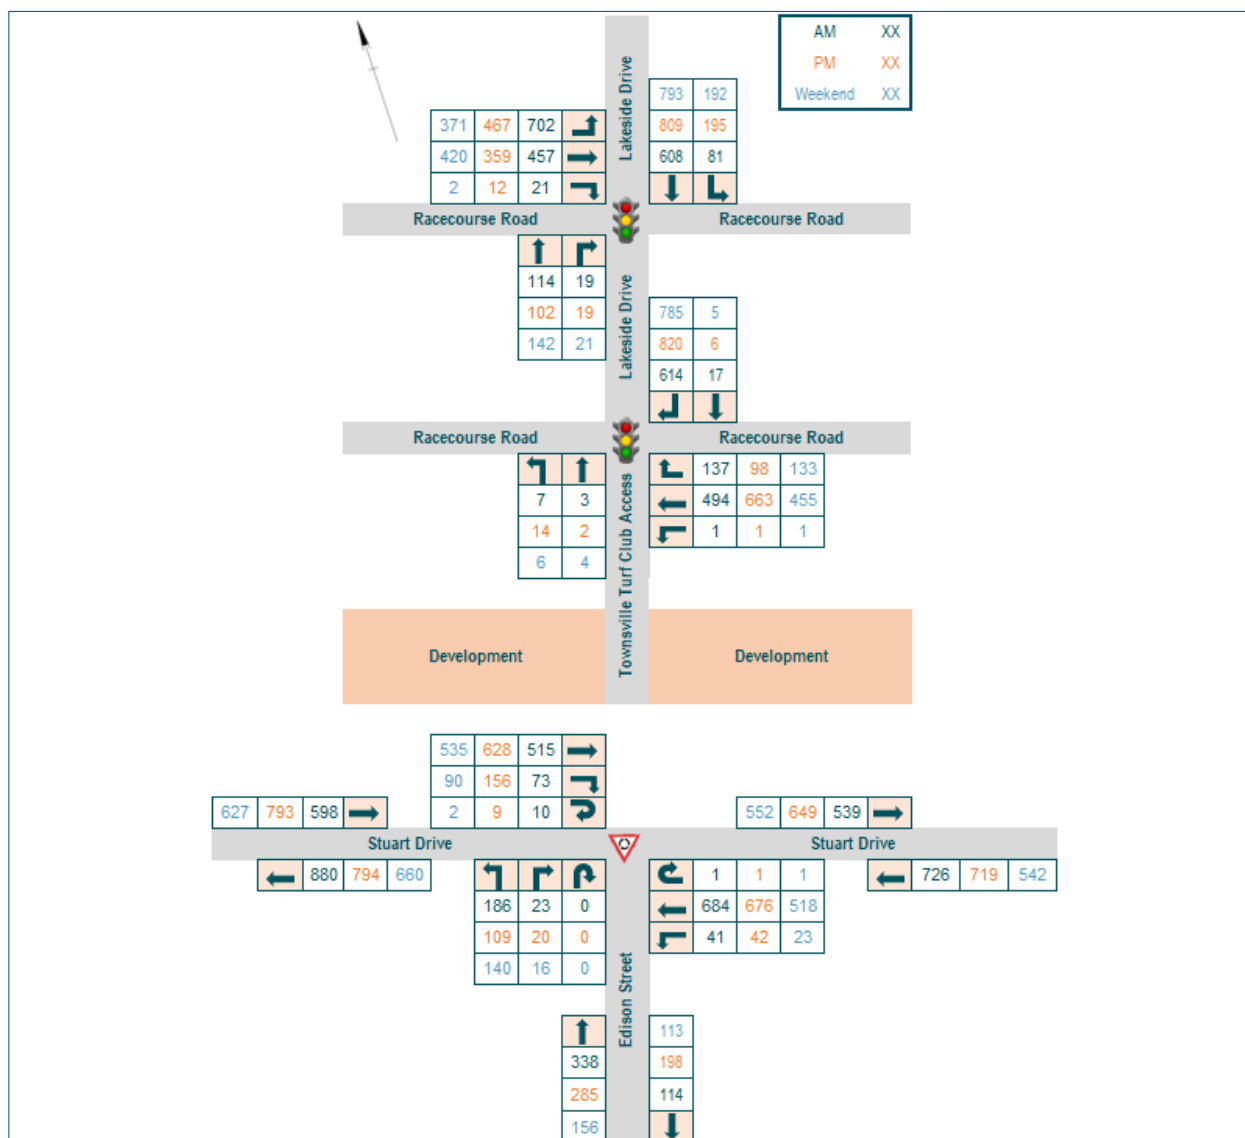 AM XX
PM XX
Weekend XX
Lakeside Drive
793 192
809 195
608 81
371 467 702
420 359 457
2 12 21
Racecourse Road Racecourse Road
114 19
102 19
142 21
Lakeside Drive
785 5
820 6
614 17
Racecourse Road Racecourse Road
7 3
14 2
6 4
137 98 133
494 663 455
1 1 1
Townsville Turf Club Access
Development Development
535 628 515
90 156 73
2 9 10
627 793 598
552 649 539
Stuart Drive Stuart Drive
880 794 660
186 23 0
109 20 0
140 16 0
1 1 1
684 676 518
41 42 23
726 719 542
Edison Street
338
285
156
113
198
114